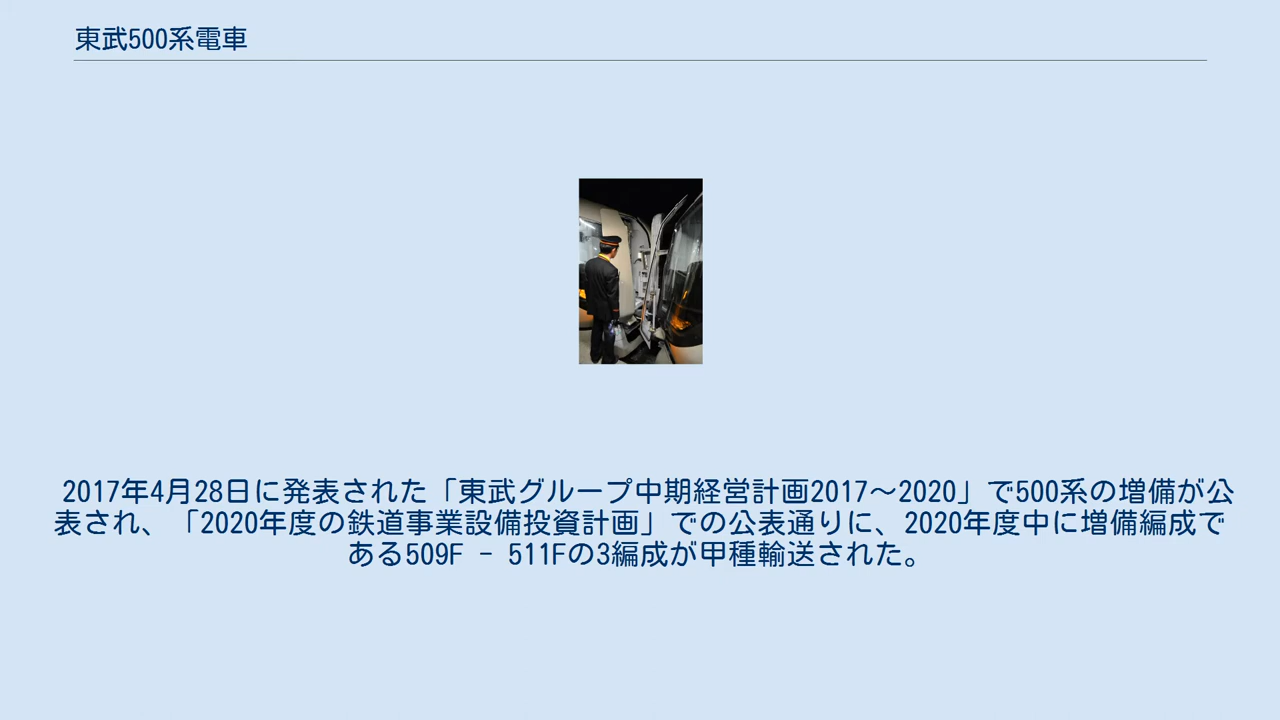 東武500系電車
2017年4月28日に発表された「東武グループ中期経営計画2017～2020」で500系の増備が公
表され、「2020年度の鉄道事業設備投資計画」での公表通りに、2020年度中に増備編成で
ある509F - 511Fの3編成が甲種輸送された。